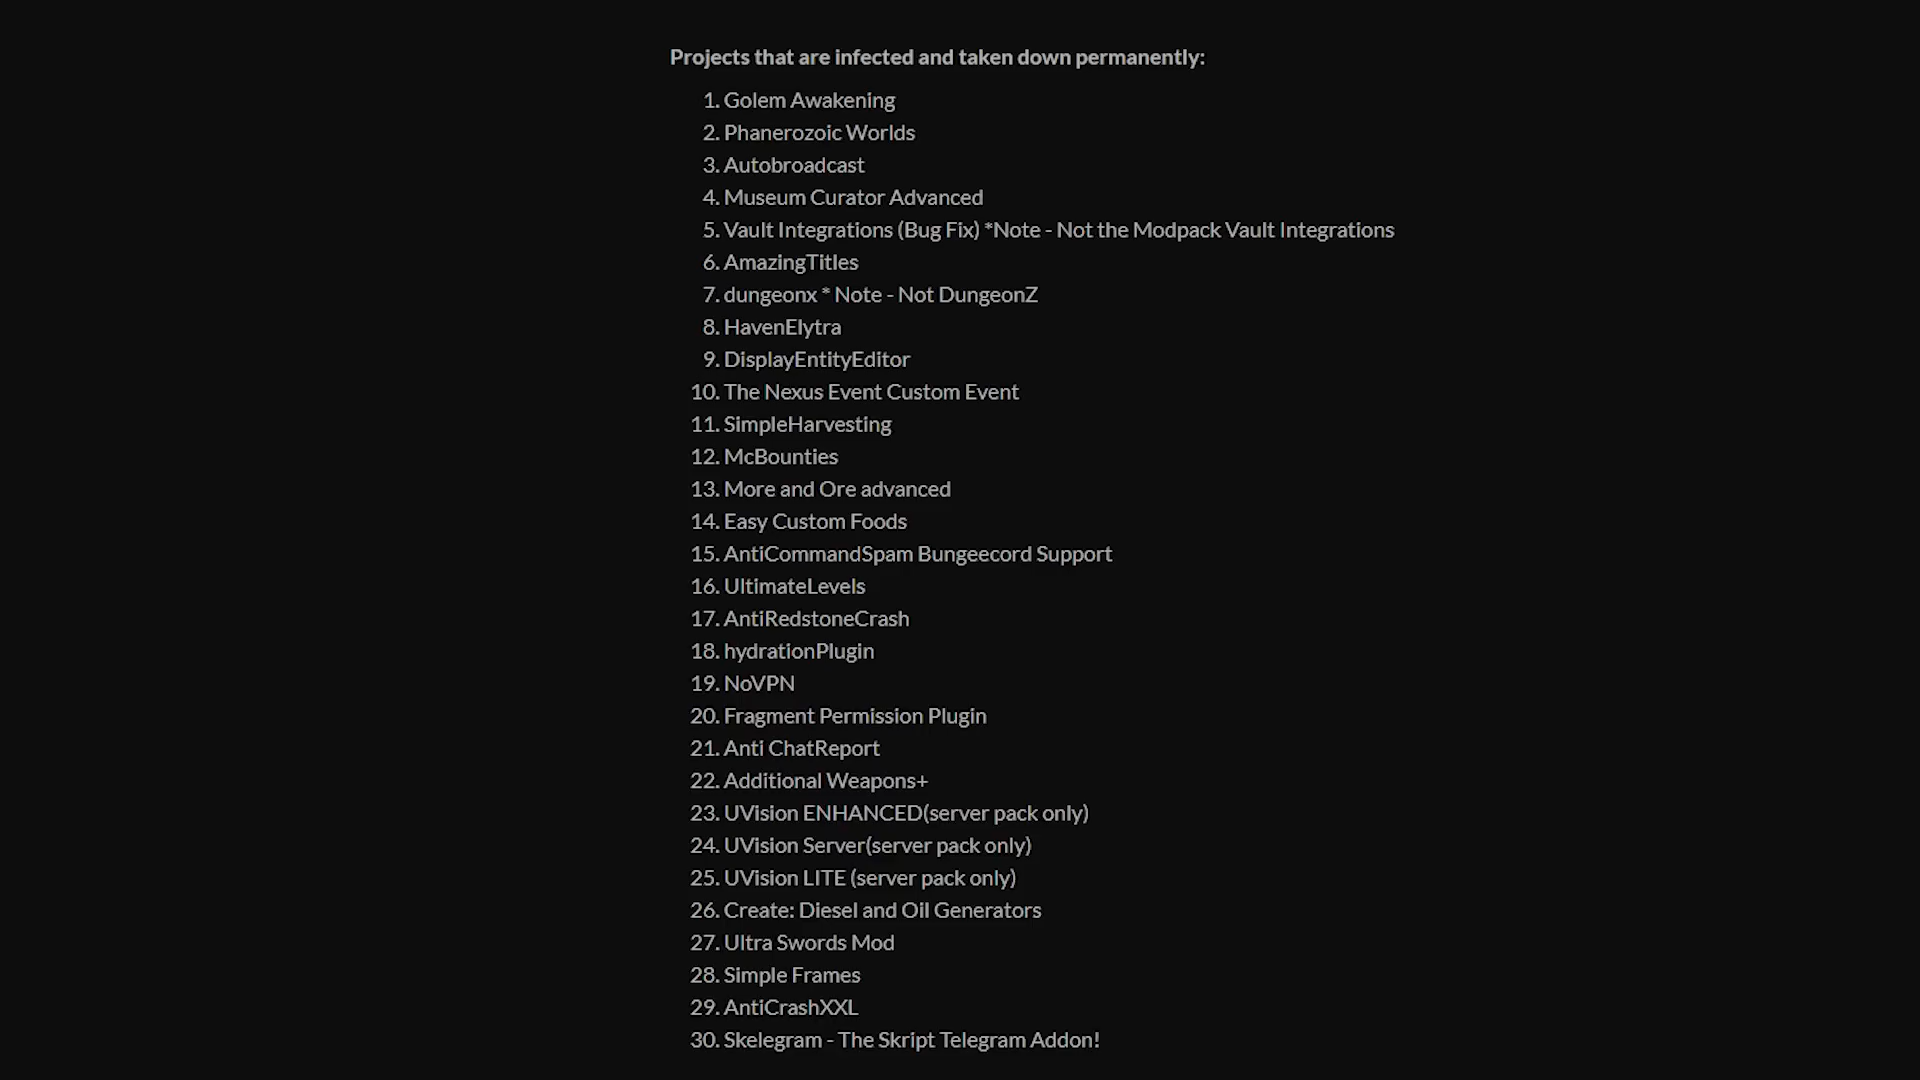 Projects that are infected and taken down permanently:
1. Golem Awakening
2. Phanerozoic Worlds
3. Autobroadcast
4. Museum Curator Advanced
5. Vault Integrations (Bug Fix) *Note - Not the Modpack Vault Integrations
6. AmazingTitles
7. dungeonx * Note - Not DungeonZ
8. HavenElytra
9. DisplayEntityEditor
10. The Nexus Event Custom Event
11. SimpleHarvesting
12. McBounties
13. More and Ore advanced
14. Easy Custom Foods
15. AntiCommandSpam Bungeecord Support
16. UltimateLevels
17. AntiRedstoneCrash
18. hydrationPlugin
19. NoVPN
20. Fragment Permission Plugin
21. Anti ChatReport
22. Additional Weapons+
23. UVision ENHANCED(server pack only)
24. UVision Server(server pack only)
25. UVision LITE (server pack only)
26. Create: Diesel and Oil Generators
27. Ultra Swords Mod
28. Simple Frames
29. AntiCrashXXL
30. Skelegram - The Skript Telegram Addon!